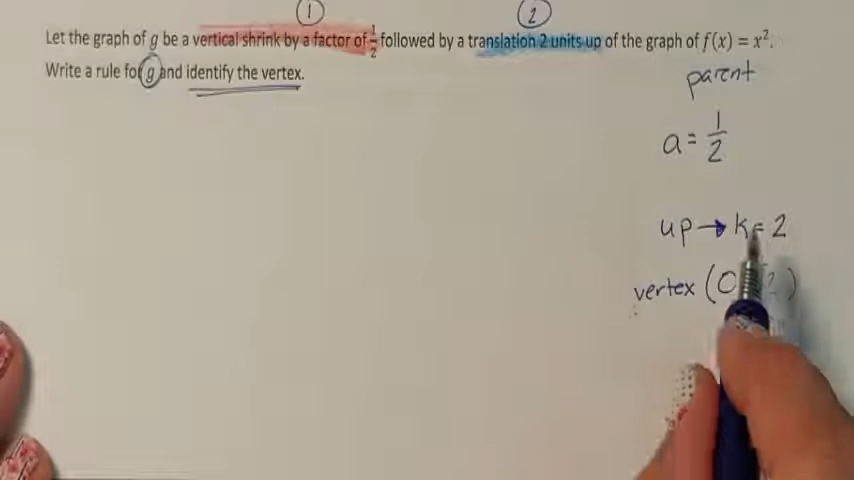 ① ②
Let the graph of g be a vertical shrink by a factor of 1/2 followed by a translation 2 units up of the graph of f(x) = x².
Write a rule for g and identify the vertex.
parent
a = 1/2
up → k = 2
vertex (0, 2)